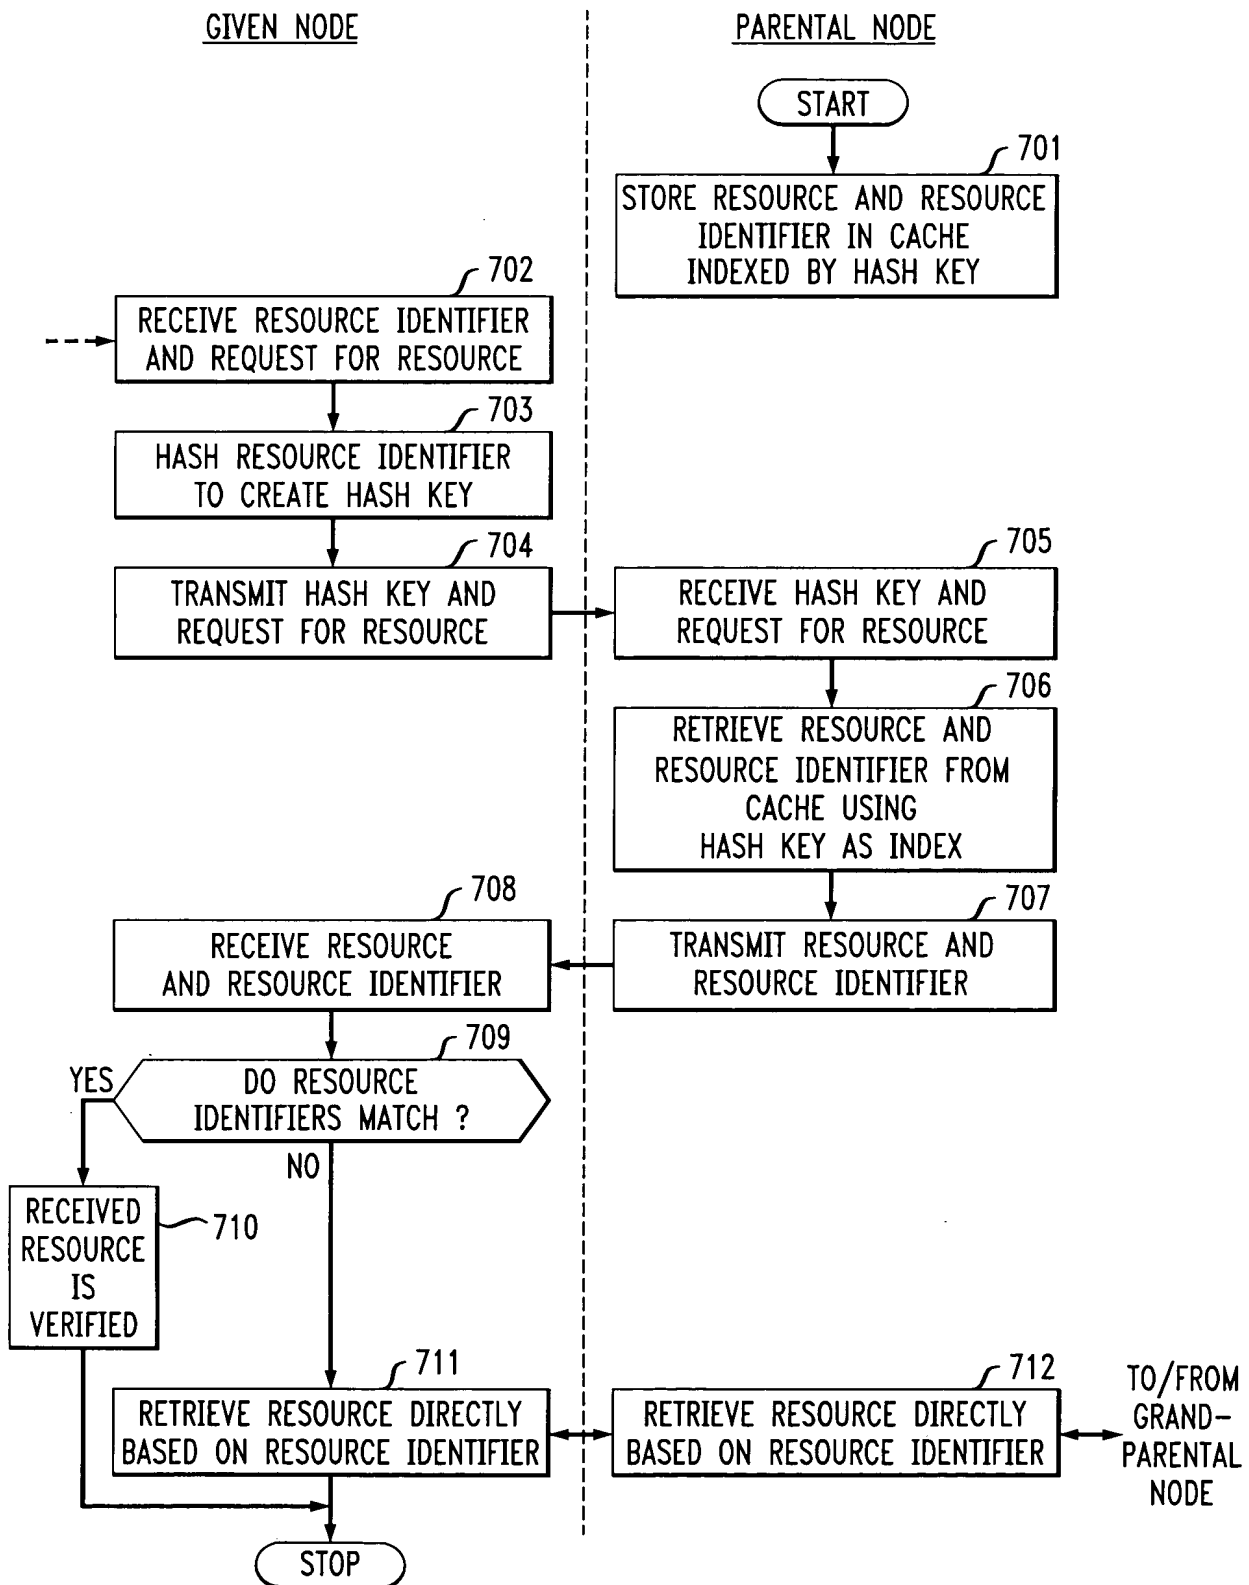 GIVEN NODE
PARENTAL NODE
START
701
STORE RESOURCE AND RESOURCE
IDENTIFIER IN CACHE
INDEXED BY HASH KEY
702
RECEIVE RESOURCE IDENTIFIER
AND REQUEST FOR RESOURCE
703
HASH RESOURCE IDENTIFIER
TO CREATE HASH KEY
704
TRANSMIT HASH KEY AND
REQUEST FOR RESOURCE
705
RECEIVE HASH KEY AND
REQUEST FOR RESOURCE
706
RETRIEVE RESOURCE AND
RESOURCE IDENTIFIER FROM
CACHE USING
HASH KEY AS INDEX
707
TRANSMIT RESOURCE AND
RESOURCE IDENTIFIER
708
RECEIVE RESOURCE
AND RESOURCE IDENTIFIER
709
DO RESOURCE
IDENTIFIERS MATCH ?
YES
NO
710
RECEIVED
RESOURCE
IS
VERIFIED
711
RETRIEVE RESOURCE DIRECTLY
BASED ON RESOURCE IDENTIFIER
712
RETRIEVE RESOURCE DIRECTLY
BASED ON RESOURCE IDENTIFIER
TO/FROM
GRAND-
PARENTAL
NODE
STOP